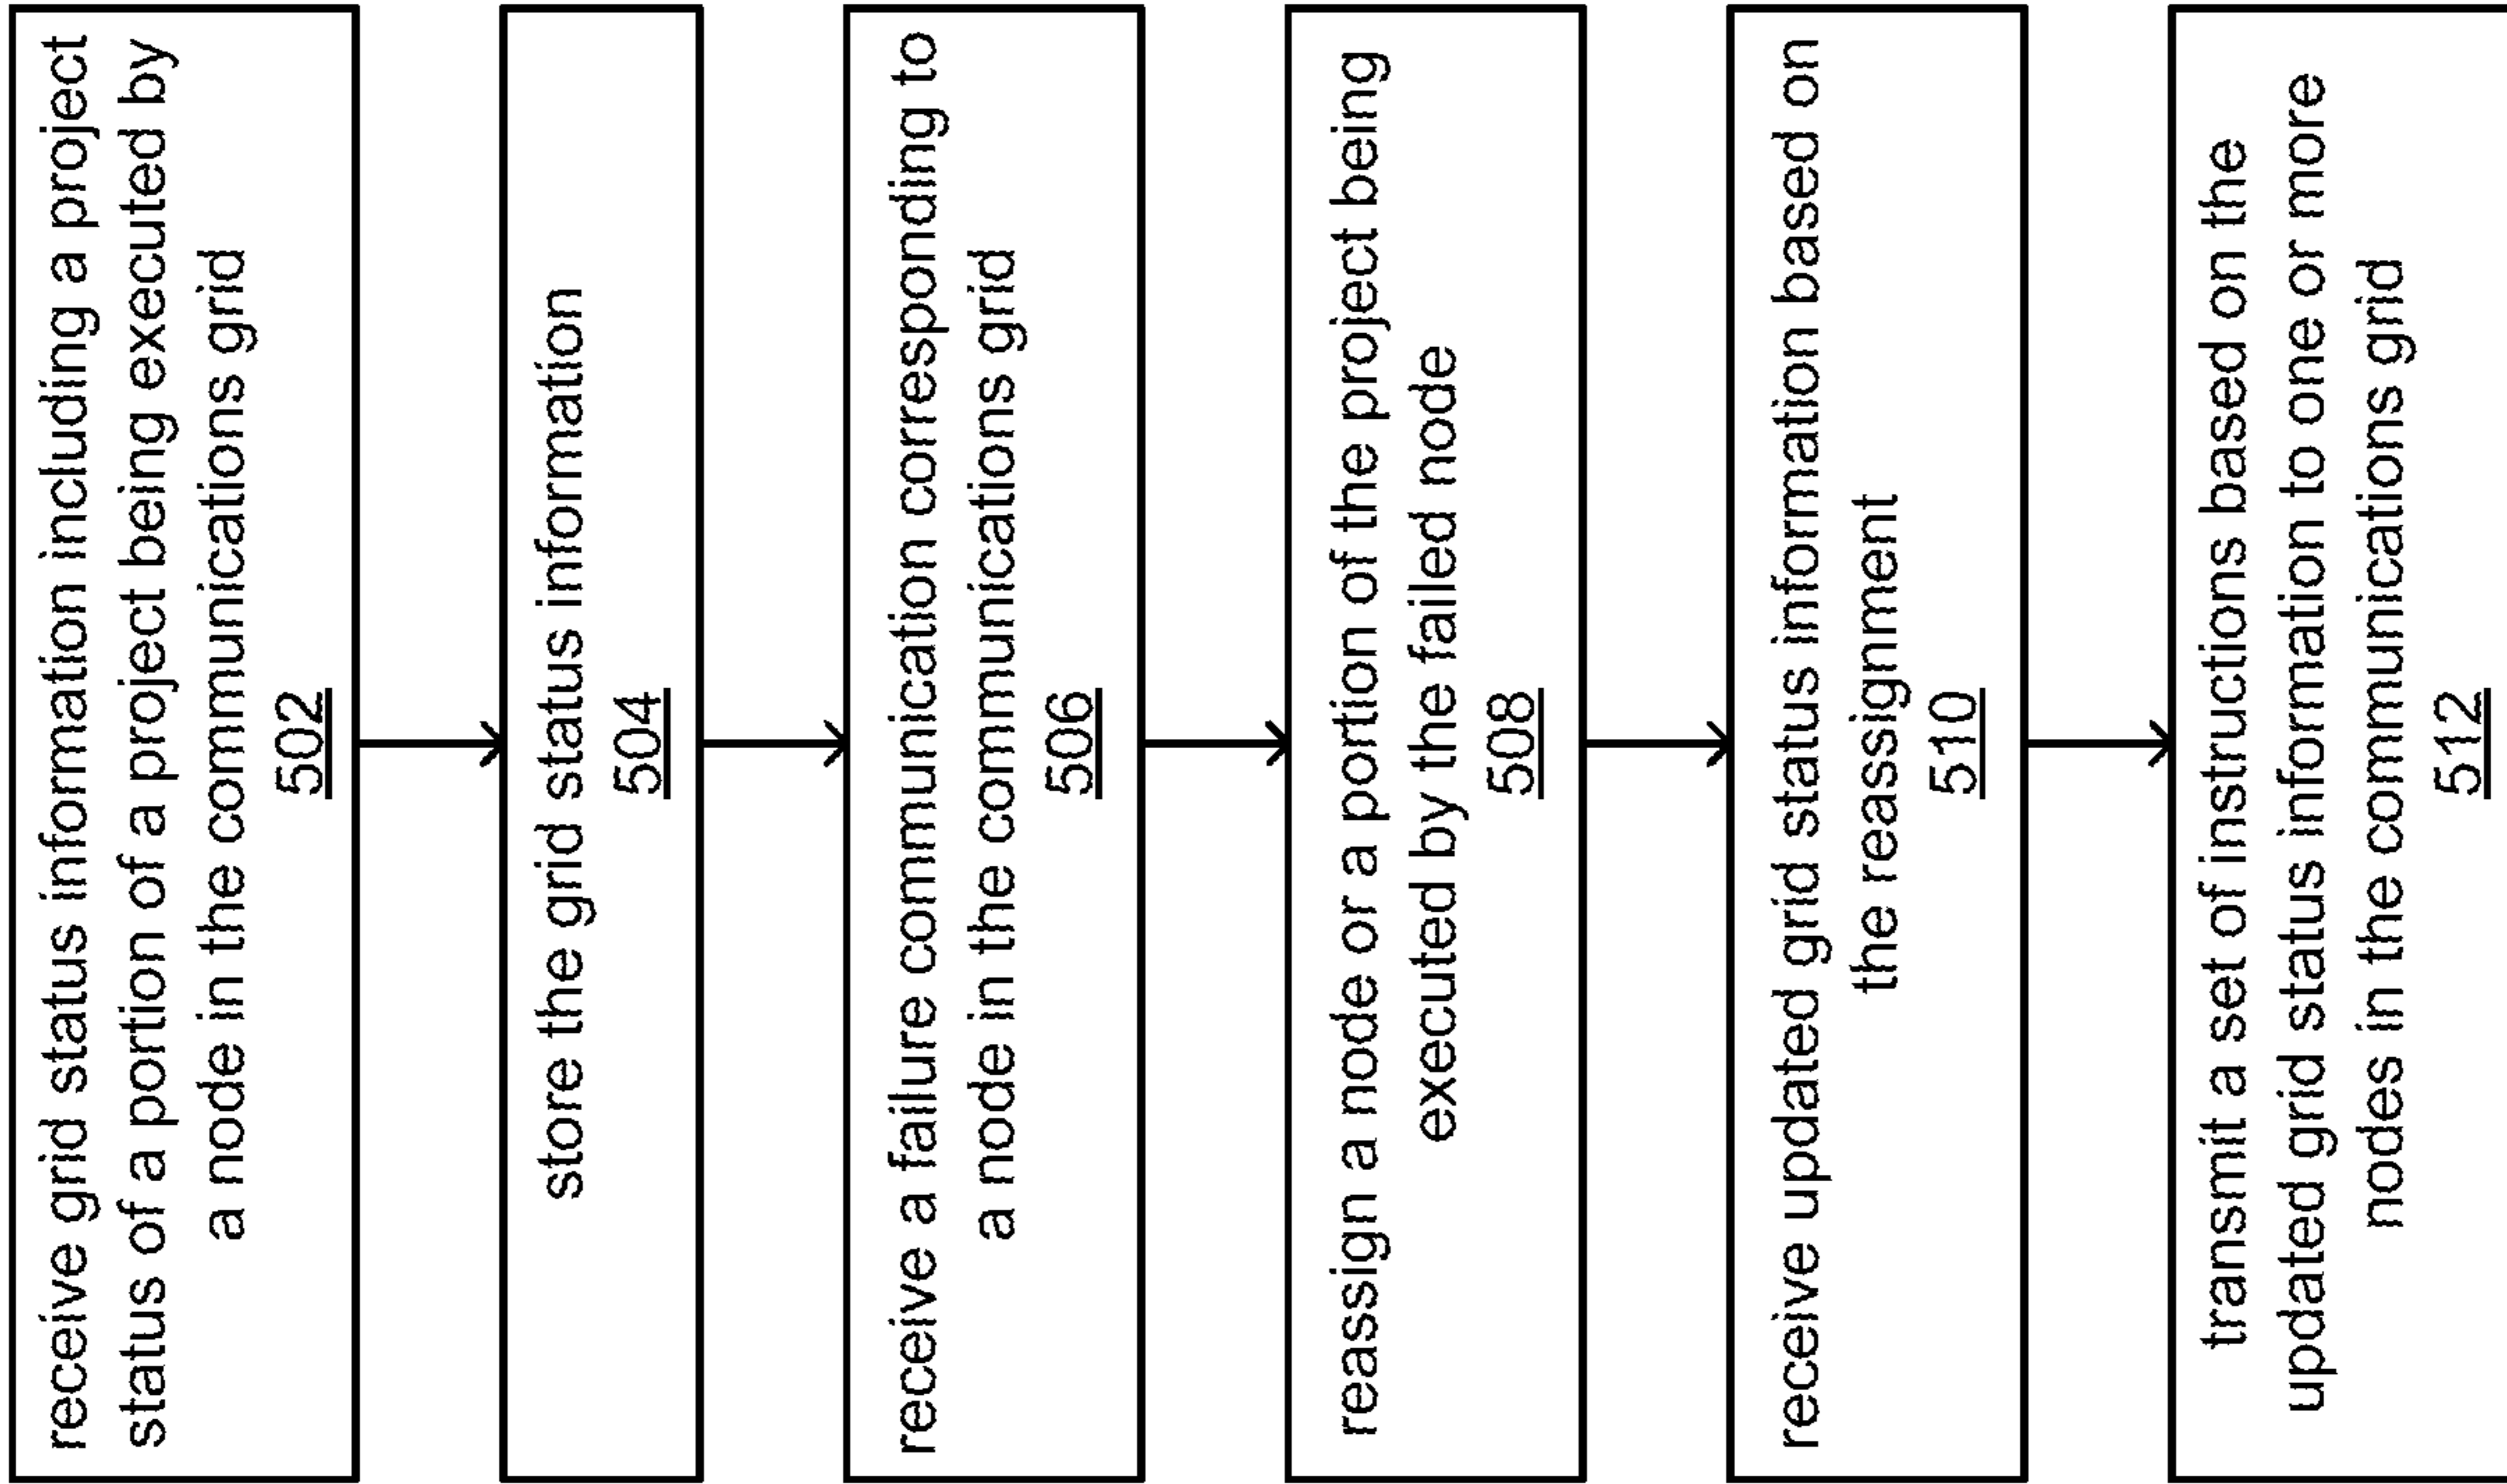 receive grid status information including a project
status of a portion of a project being executed by
a node in the communications grid
502
store the grid status information
504
receive a failure communication corresponding to
a node in the communications grid
506
reassign a node or a portion of the project being
executed by the failed node
508
receive updated grid status information based on
the reassignment
510
transmit a set of instructions based on the
updated grid status information to one or more
nodes in the communications grid
512